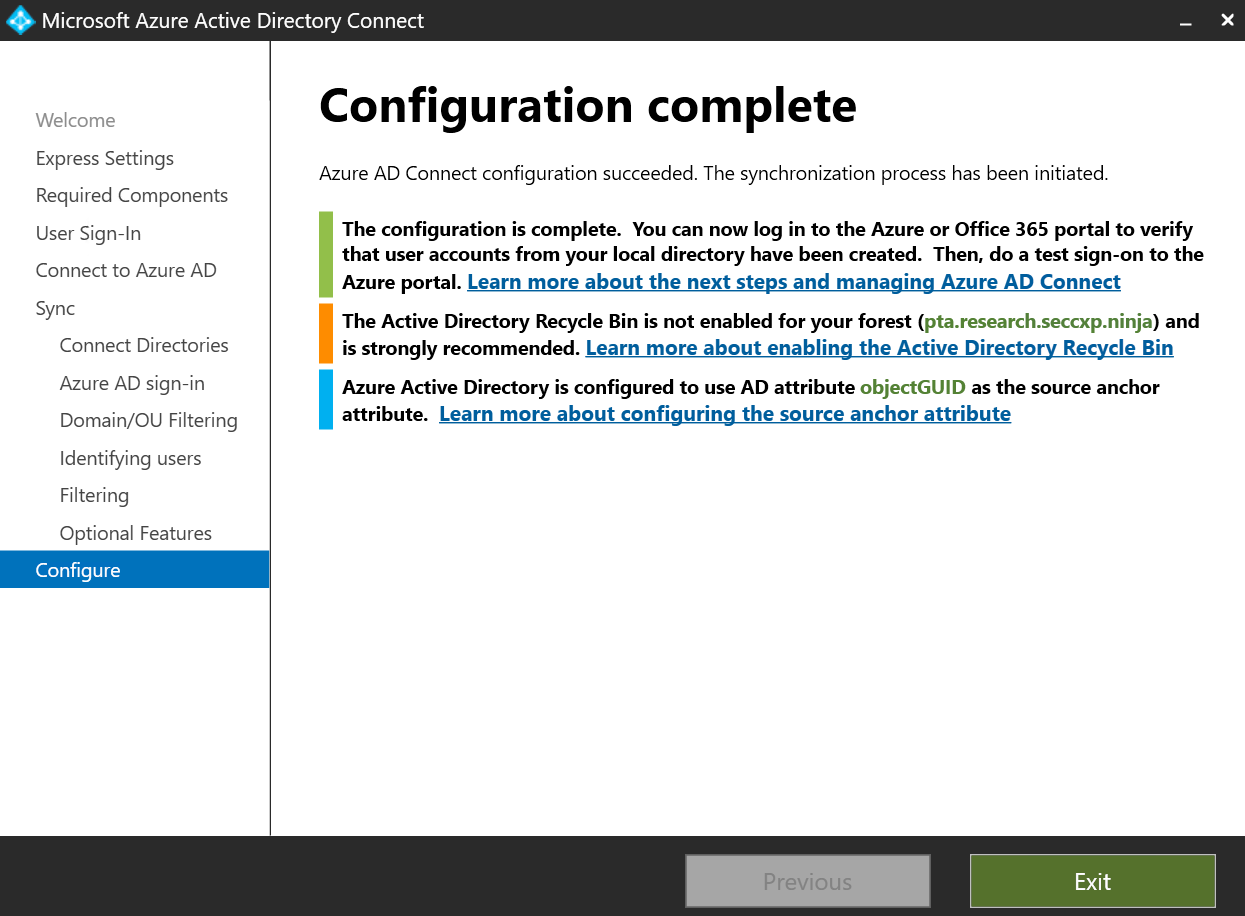 Microsoft Azure Active Directory Connect
Welcome
Express Settings
Required Components
User Sign-In
Connect to Azure AD
Sync
Connect Directories
Azure AD sign-in
Domain/OU Filtering
Identifying users
Filtering
Optional Features
Configure
Configuration complete
Azure AD Connect configuration succeeded. The synchronization process has been initiated.
The configuration is complete.  You can now log in to the Azure or Office 365 portal to verify
that user accounts from your local directory have been created.  Then, do a test sign-on to the
Azure portal. Learn more about the next steps and managing Azure AD Connect
The Active Directory Recycle Bin is not enabled for your forest (pta.research.seccxp.ninja) and
is strongly recommended. Learn more about enabling the Active Directory Recycle Bin
Azure Active Directory is configured to use AD attribute objectGUID as the source anchor
attribute.  Learn more about configuring the source anchor attribute
Previous
Exit